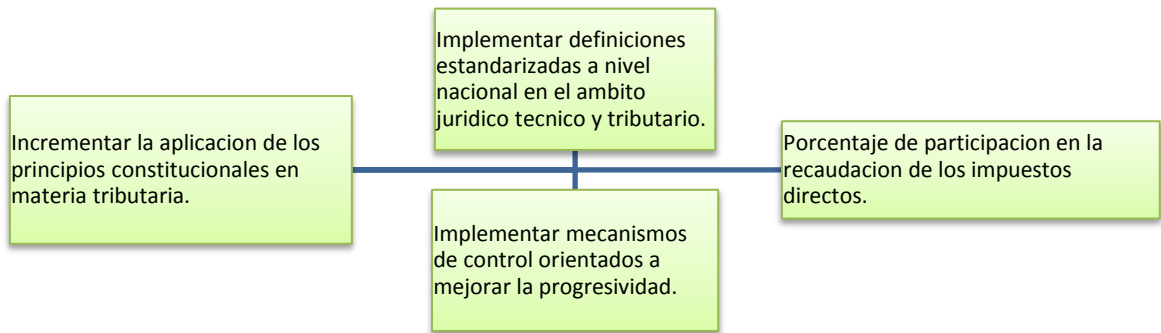 Implementar definiciones
estandarizadas a nivel
nacional en el ambito
juridico tecnico y tributario.
Incrementar la aplicacion de los
principios constitucionales en
materia tributaria.
Porcentaje de participacion en la
recaudacion de los impuestos
directos.
Implementar mecanismos
de control orientados a
mejorar la progresividad.